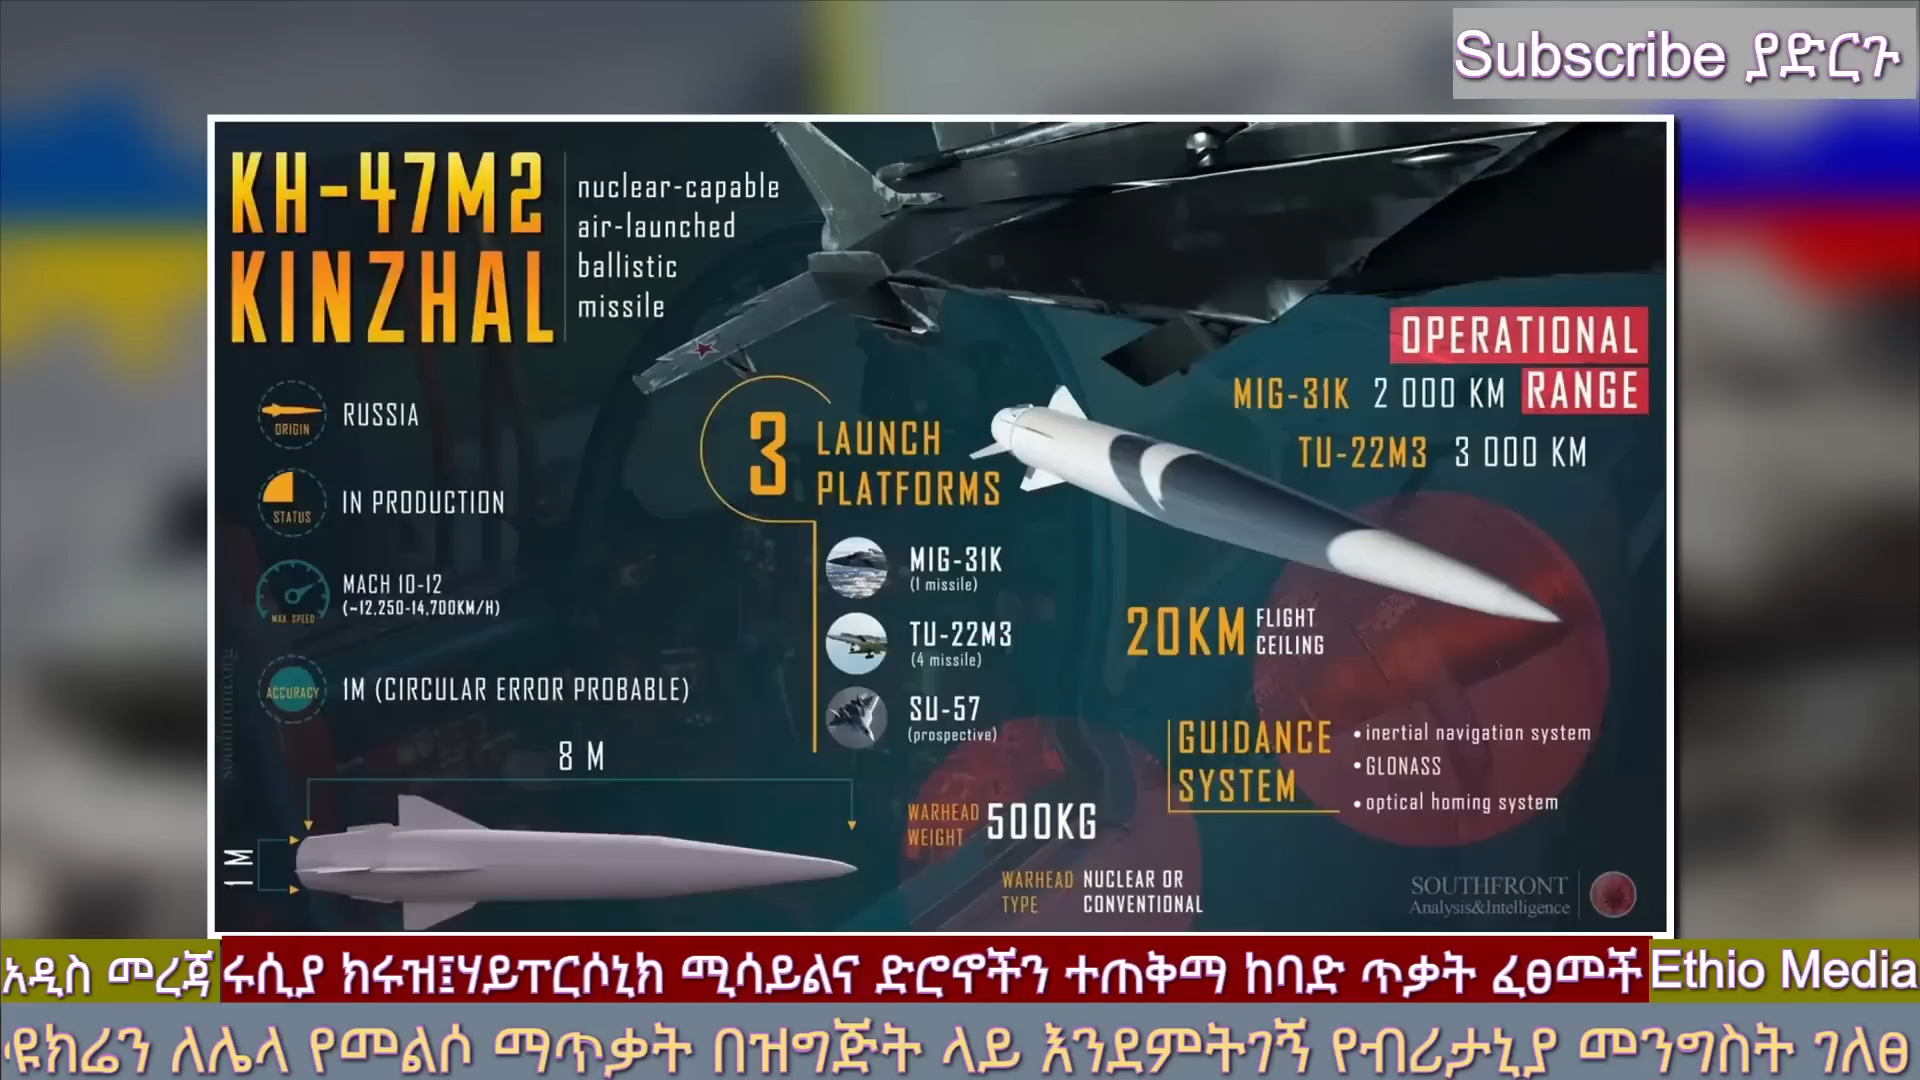 Subscribe ያድርጉ
KH-47M2
KINZHAL
nuclear-capable
air-launched
ballistic
missile
OPERATIONAL
RANGE
MIG-31K 2 000 KM
TU-22M3 3 000 KM
ORIGIN
RUSSIA
STATUS
IN PRODUCTION
MAX. SPEED
MACH 10-12
(~12,250-14,700KM/H)
ACCURACY
1M (CIRCULAR ERROR PROBABLE)
3 LAUNCH
PLATFORMS
MIG-31K
(1 missile)
TU-22M3
(4 missile)
SU-57
(prospective)
20KM FLIGHT
CEILING
GUIDANCE
SYSTEM
• inertial navigation system
• GLONASS
• optical homing system
8 M
1 M
WARHEAD
WEIGHT
500KG
WARHEAD
TYPE
NUCLEAR OR
CONVENTIONAL
SOUTHFRONT
Analysis&Intelligence
አዲስ መረጃ
ሩሲያ ክሩዝ፤ሃይፐርሶኒክ ሚሳይልና ድሮኖችን ተጠቅማ ከባድ ጥቃት ፈፀመች
Ethio Media
ዩክሬን ለሌላ የመልሶ ማጥቃት በዝግጅት ላይ እንደምትገኝ የብሪታኒያ መንግስት ገለፀ